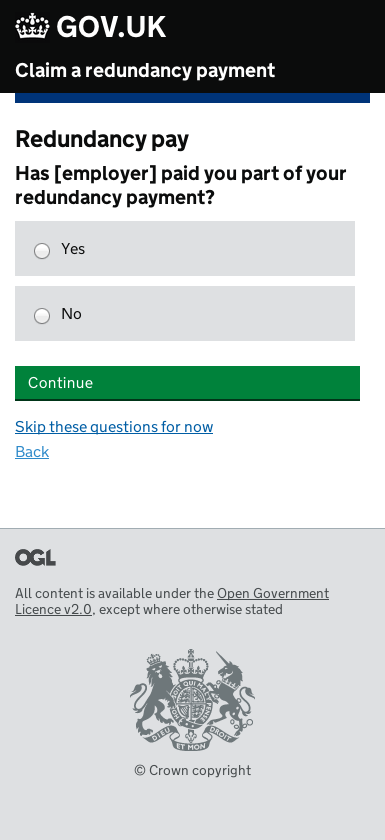 GOV.UK
Claim a redundancy payment
Redundancy pay
Has [employer] paid you part of your
redundancy payment?
Yes
No
Continue
Skip these questions for now
Back
OGL
All content is available under the Open Government
Licence v2.0, except where otherwise stated
DIEU ET MON DROIT
© Crown copyright